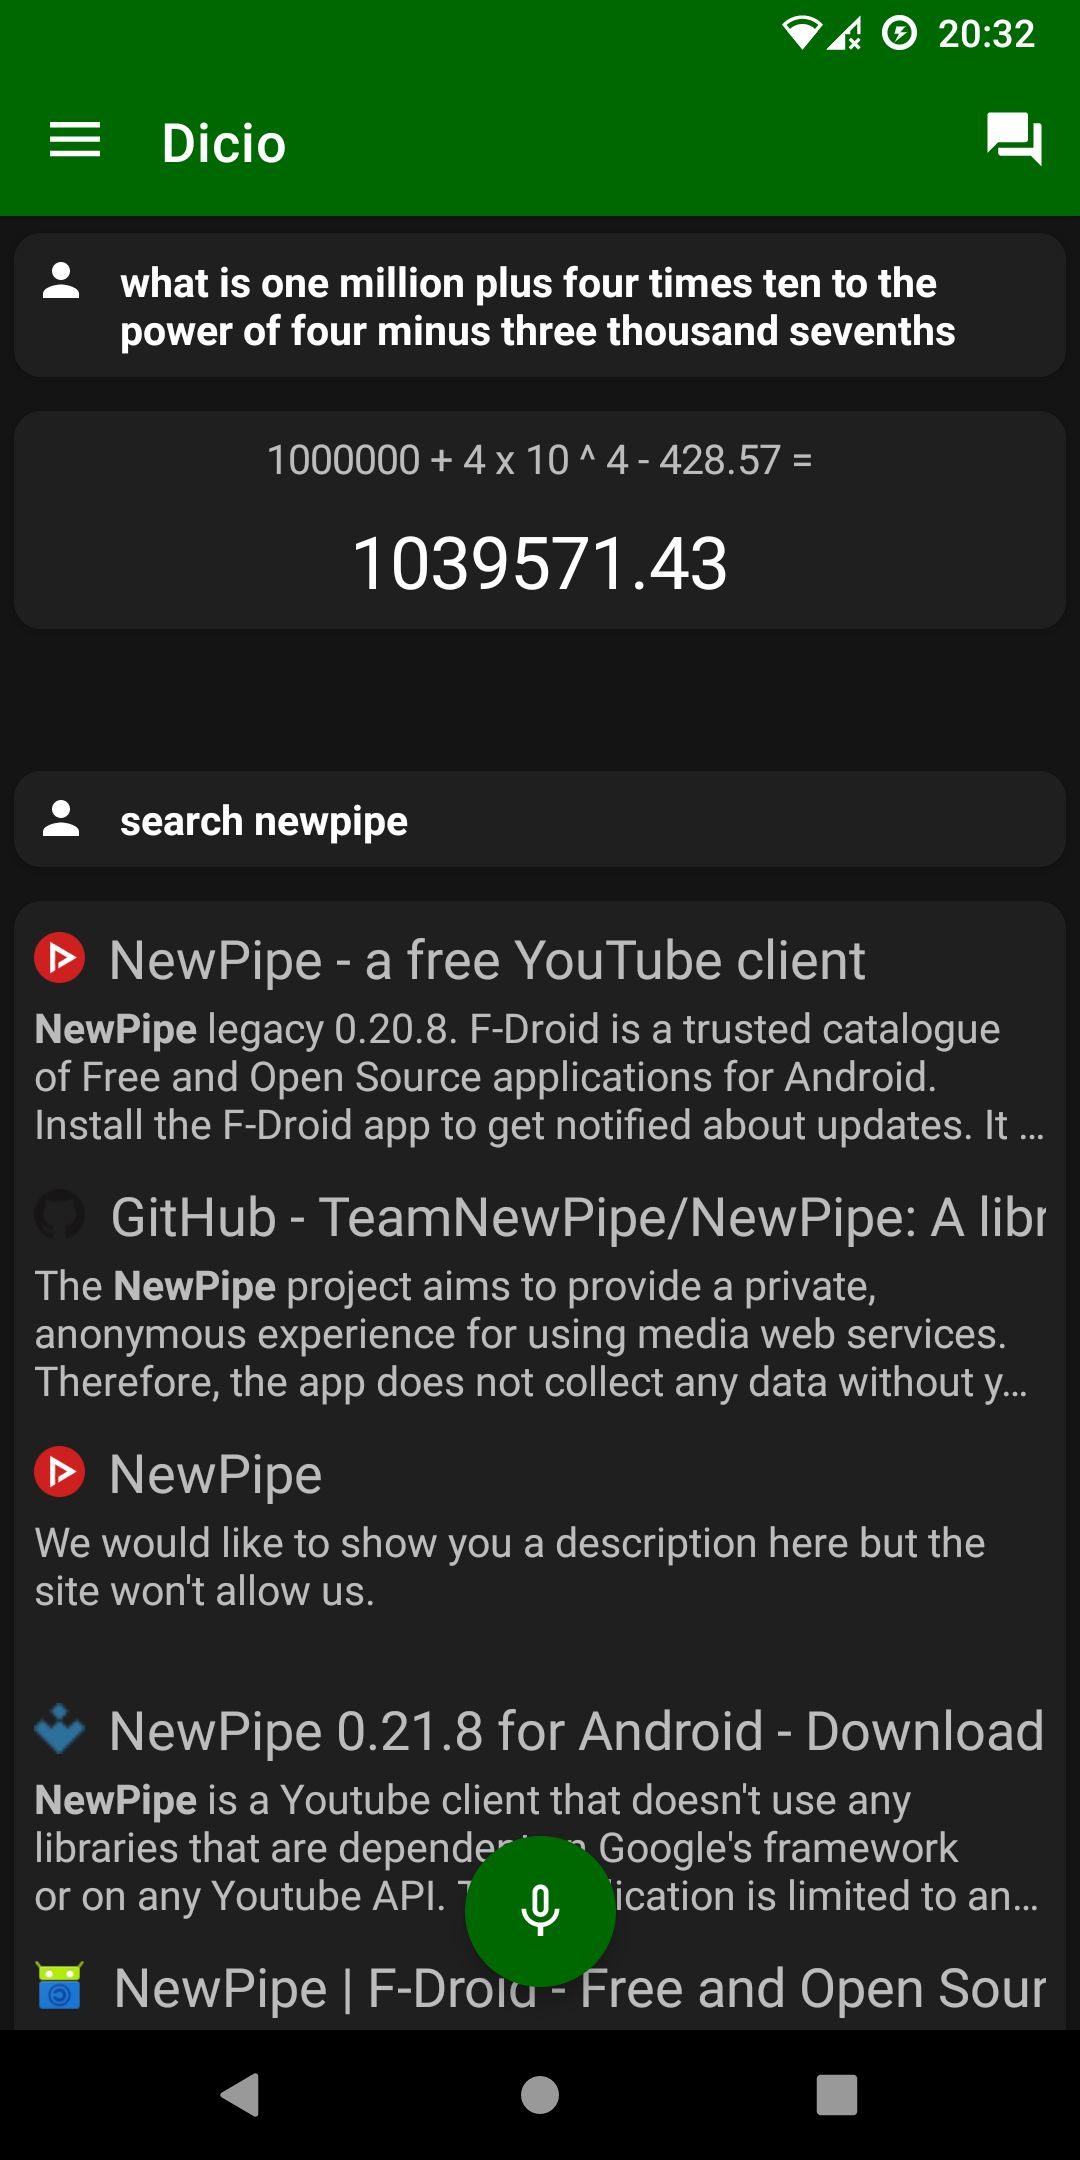 20:32
Dicio
what is one million plus four times ten to the
power of four minus three thousand sevenths
1000000 + 4 x 10 ^ 4 - 428.57 =
1039571.43
search newpipe
NewPipe - a free YouTube client
NewPipe legacy 0.20.8. F-Droid is a trusted catalogue
of Free and Open Source applications for Android.
Install the F-Droid app to get notified about updates. It ...
GitHub - TeamNewPipe/NewPipe: A libr
The NewPipe project aims to provide a private,
anonymous experience for using media web services.
Therefore, the app does not collect any data without y...
NewPipe
We would like to show you a description here but the
site won't allow us.
NewPipe 0.21.8 for Android - Download
NewPipe is a Youtube client that doesn't use any
libraries that are Google's framework
or on any Youtube API. is limited to an...
NewPipe | F-Droid - Free and Open Sour